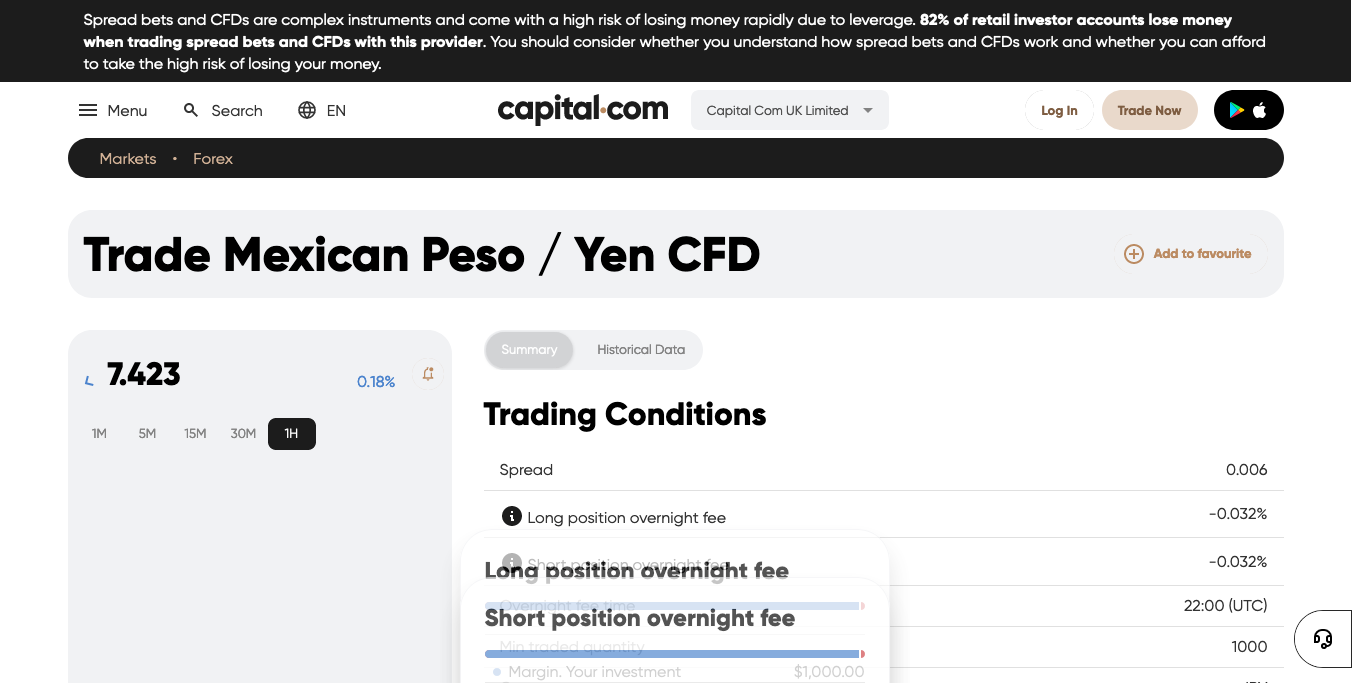 Spread bets and CFDs are complex instruments and come with a high risk of losing money rapidly due to leverage. 82% of retail investor accounts lose money
when trading spread bets and CFDs with this provider. You should consider whether you understand how spread bets and CFDs work and whether you can afford
to take the high risk of losing your money.
Menu Search EN capital.com Capital Com UK Limited Log In Trade Now
Markets • Forex
Trade Mexican Peso / Yen CFD
Add to favourite
7.423 0.18%
1M 5M 15M 30M 1H
Summary Historical Data
Trading Conditions
Spread 0.006
Long position overnight fee -0.032%
Short position overnight fee -0.032%
Long position overnight fee
Overnight fee time 22:00 (UTC)
Short position overnight fee
Min traded quantity 1000
Margin. Your investment $1,000.00